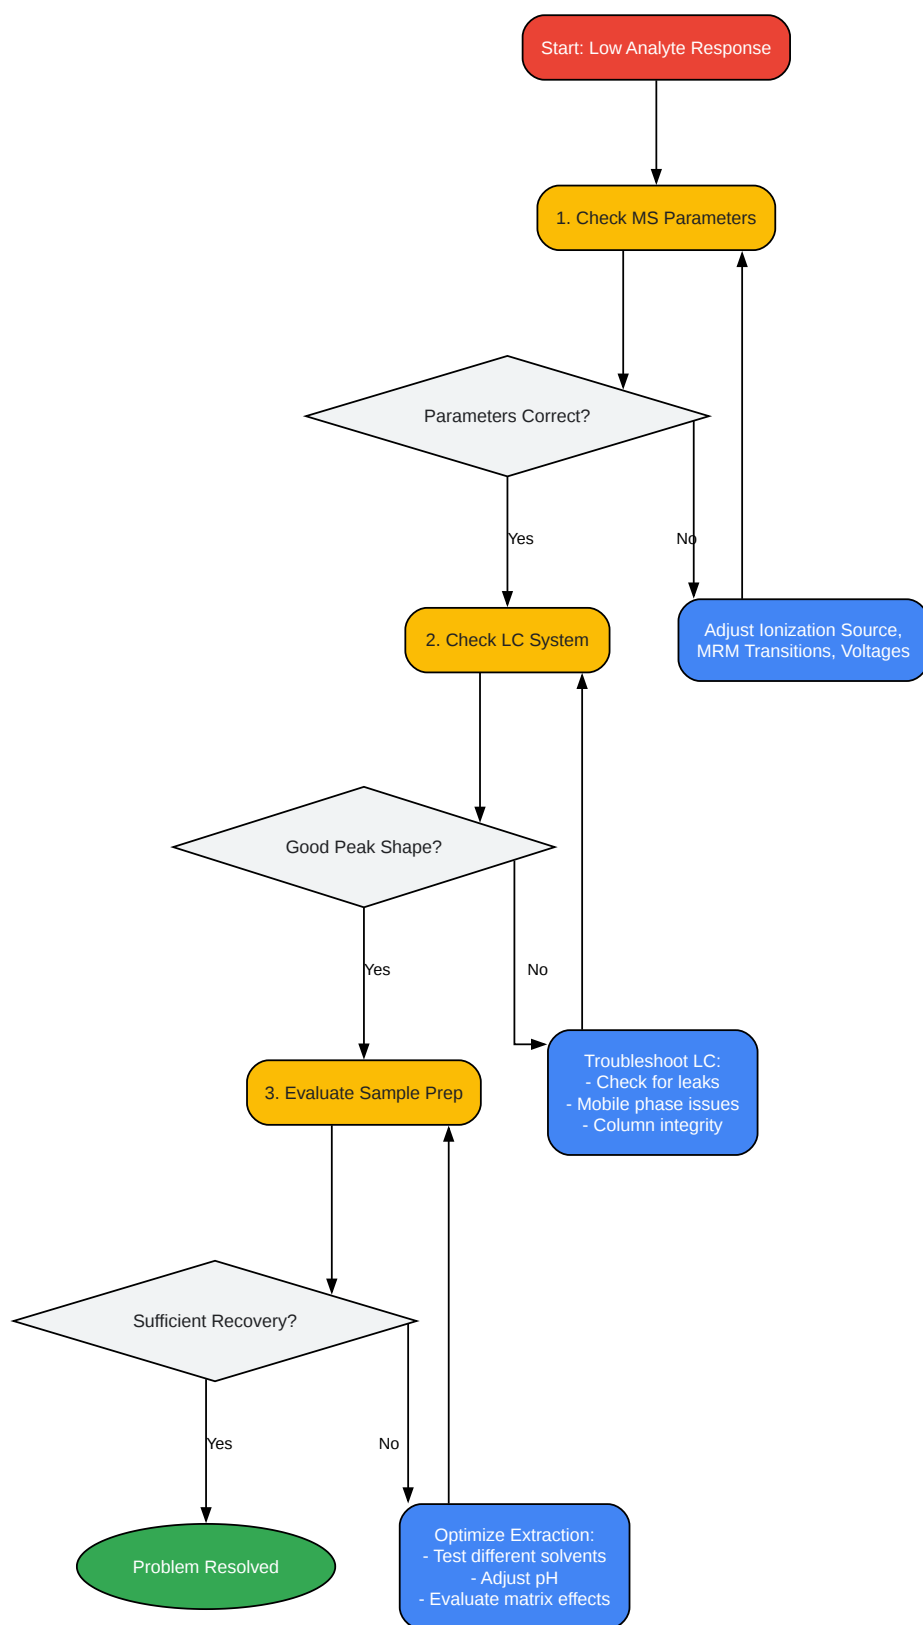 Start: Low Analyte Response
1. Check MS Parameters
Parameters Correct?
Yes
No
Adjust Ionization Source,
MRM Transitions, Voltages
2. Check LC System
Good Peak Shape?
Yes
No
Troubleshoot LC:
- Check for leaks
- Mobile phase issues
- Column integrity
3. Evaluate Sample Prep
Sufficient Recovery?
Yes
No
Problem Resolved
Optimize Extraction:
- Test different solvents
- Adjust pH
- Evaluate matrix effects